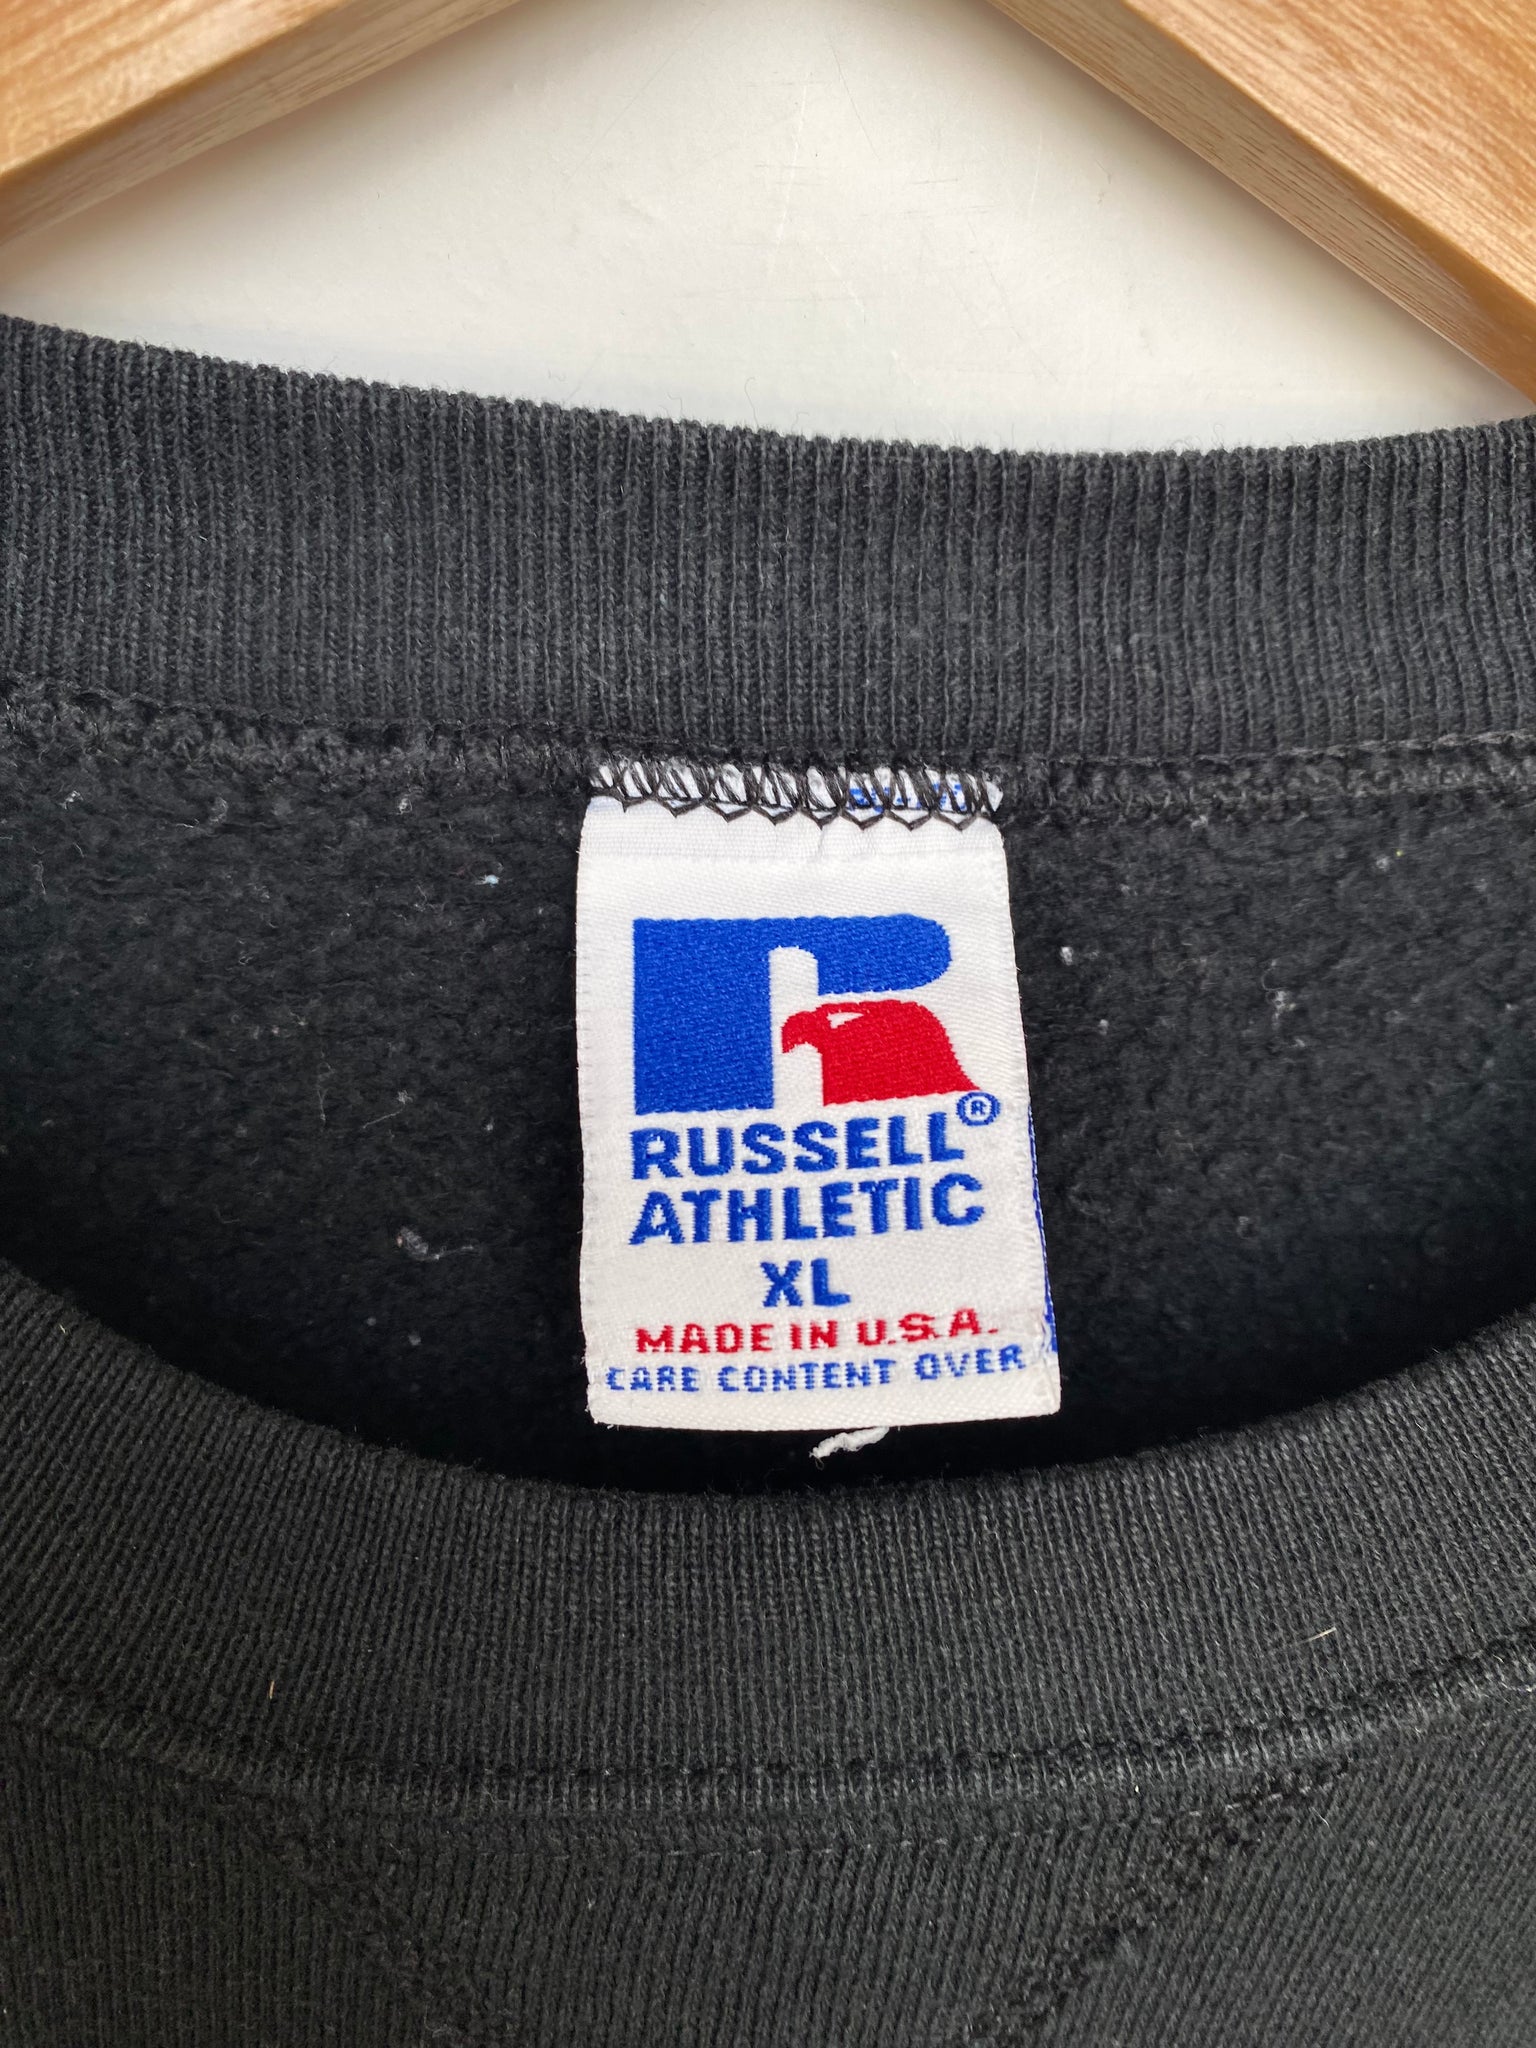 RUSSELL®
ATHLETIC
XL
MADE IN U.S.A.
CARE CONTENT OVER